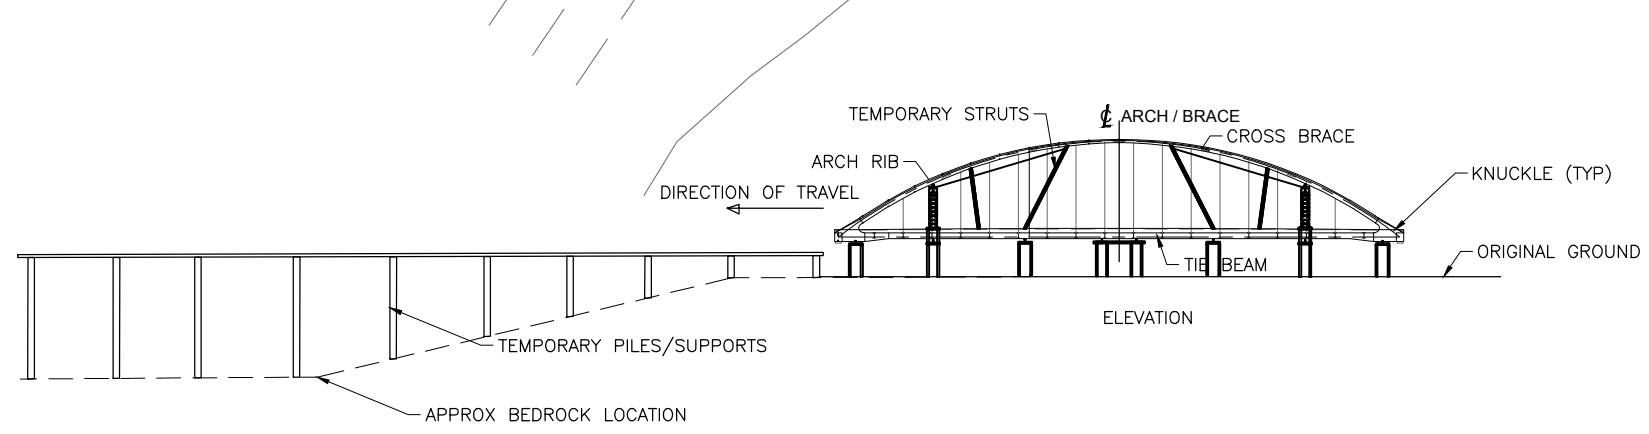 TEMPORARY STRUTS
℄ ARCH / BRACE
CROSS BRACE
ARCH RIB
KNUCKLE (TYP)
DIRECTION OF TRAVEL
ORIGINAL GROUND
TIE BEAM
ELEVATION
TEMPORARY PILES/SUPPORTS
APPROX BEDROCK LOCATION